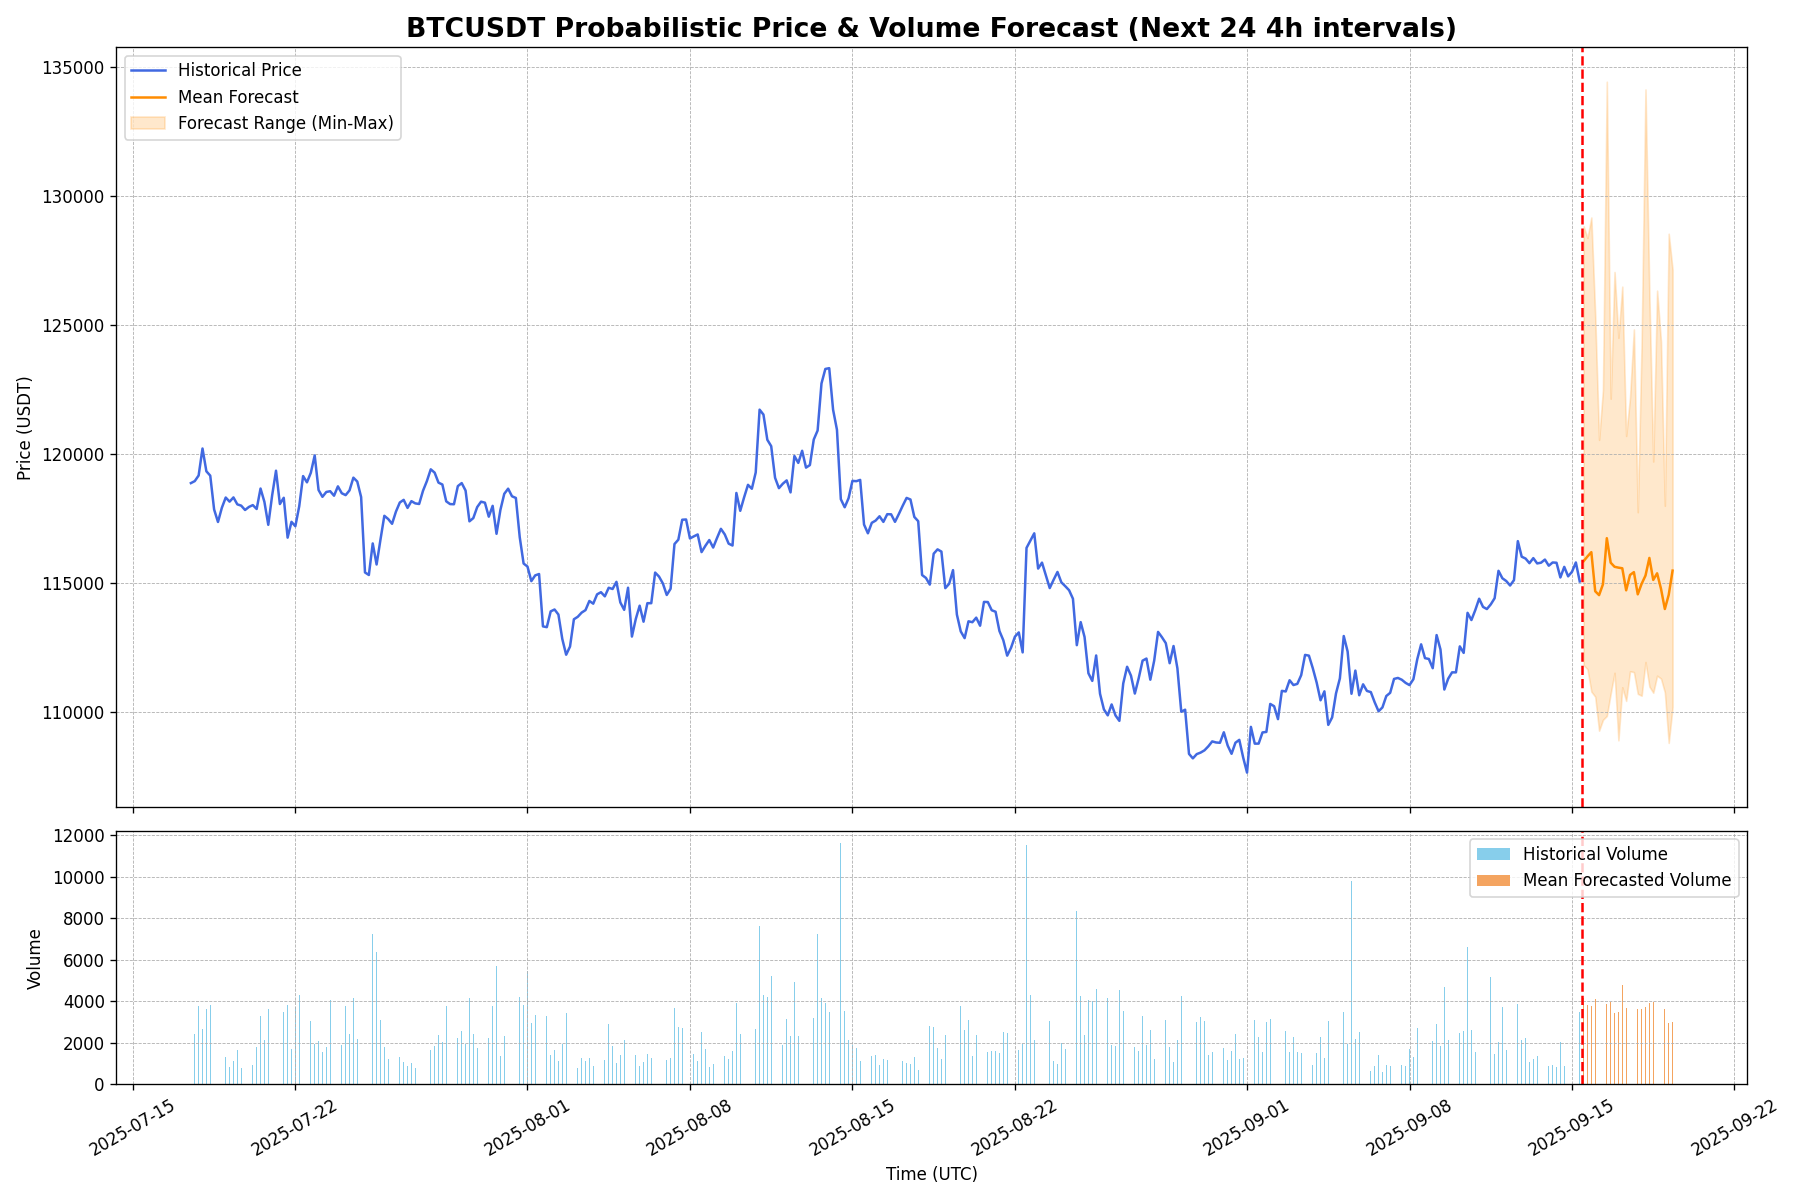 BTCUSDT Probabilistic Price & Volume Forecast (Next 24 4h intervals)
Historical Price
Mean Forecast
Forecast Range (Min-Max)
135000
130000
125000
120000
115000
110000
Price (USDT)
Historical Volume
Mean Forecasted Volume
12000
10000
8000
6000
4000
2000
0
Volume
2025-07-15
2025-07-22
2025-08-01
2025-08-08
2025-08-15
2025-08-22
2025-09-01
2025-09-08
2025-09-15
2025-09-22
Time (UTC)